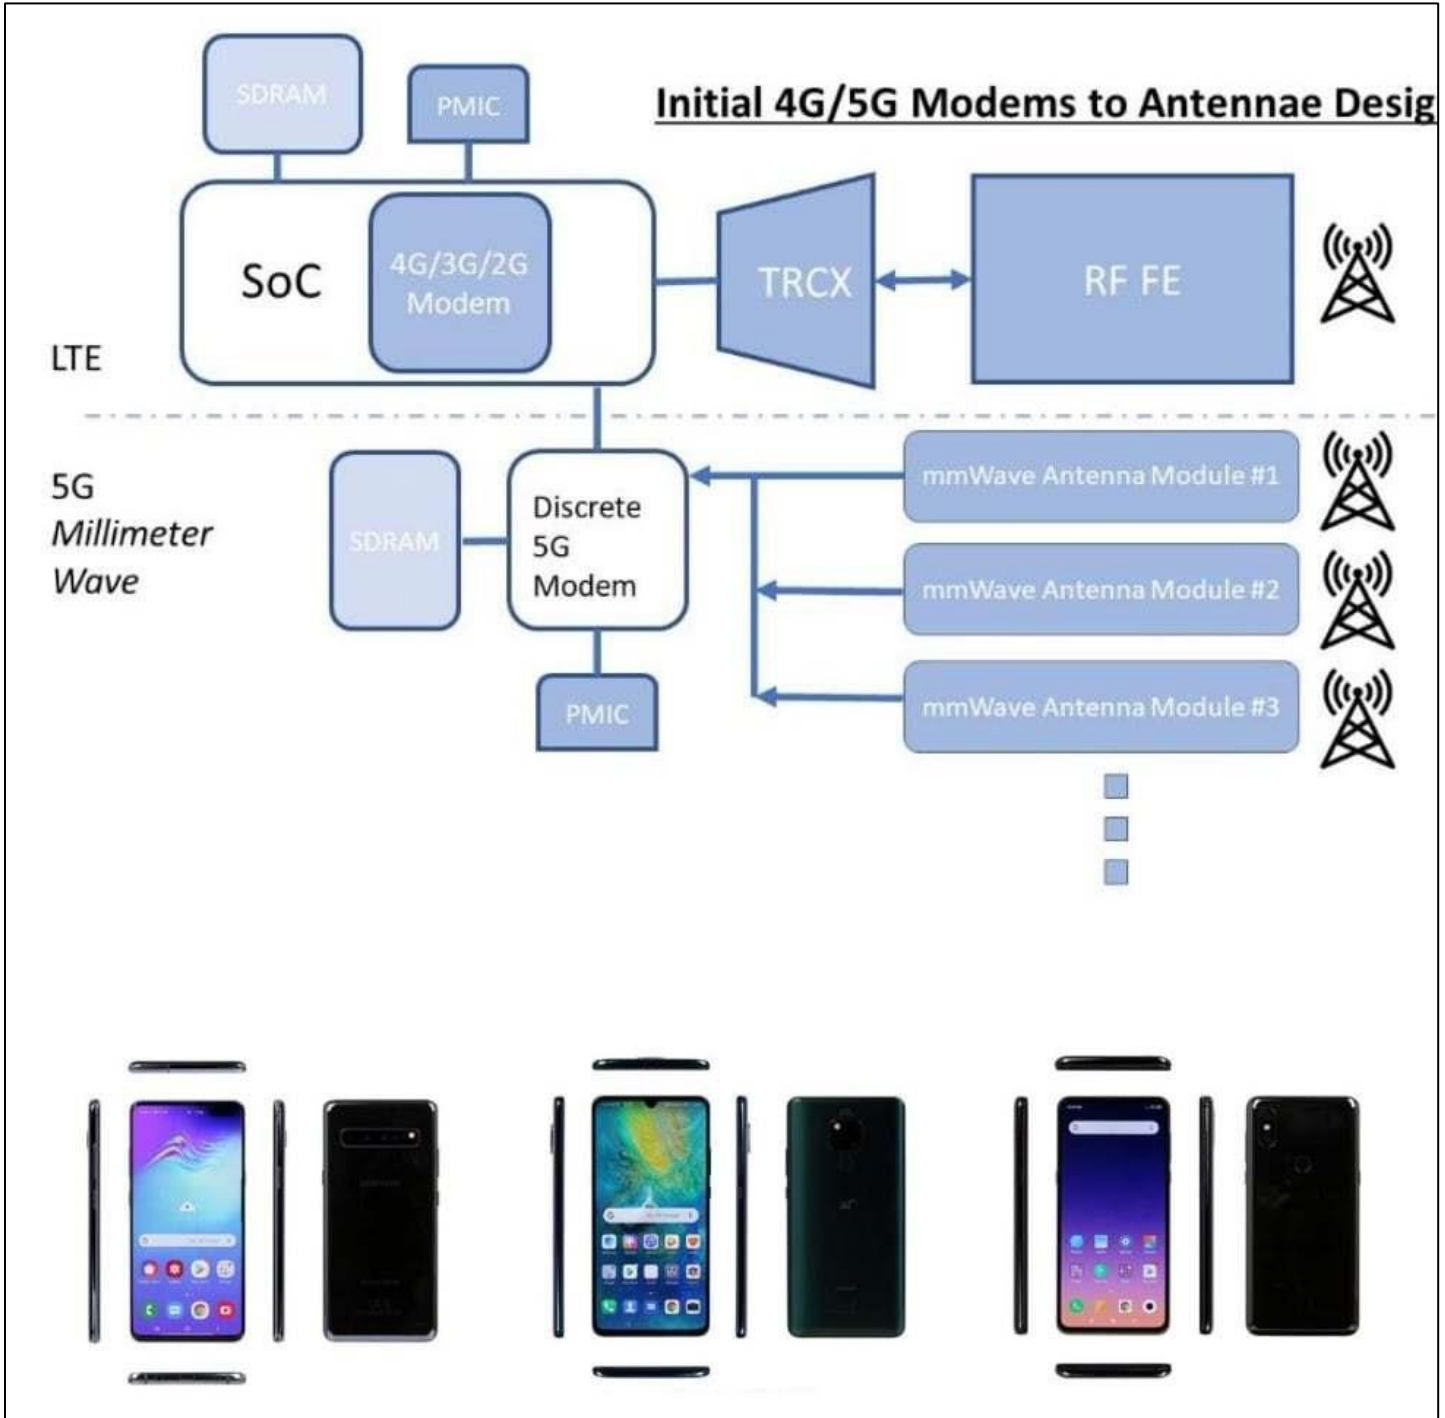 Initial 4G/5G Modems to Antennae Desig
SDRAM
PMIC
SoC
4G/3G/2G
Modem
TRCX
RF FE
LTE
5G
Millimeter
Wave
SDRAM
Discrete
5G
Modem
PMIC
mmWave Antenna Module #1
mmWave Antenna Module #2
mmWave Antenna Module #3
SAMSUNG